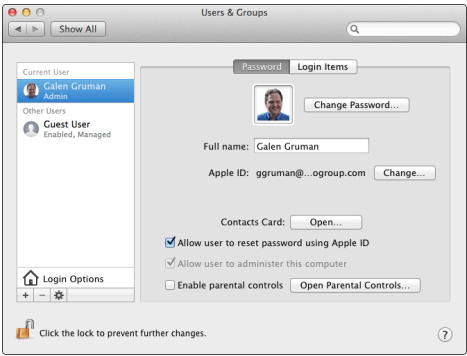 Users & Groups
Show All
Password Login Items
Current User
Galen Gruman
Admin
Other Users
Guest User
Enabled, Managed
Change Password...
Full name: Galen Gruman
Apple ID: ggruman@...ogroup.com Change...
Contacts Card: Open...
Allow user to reset password using Apple ID
Allow user to administer this computer
Enable parental controls Open Parental Controls...
Login Options
+ −
Click the lock to prevent further changes.
?